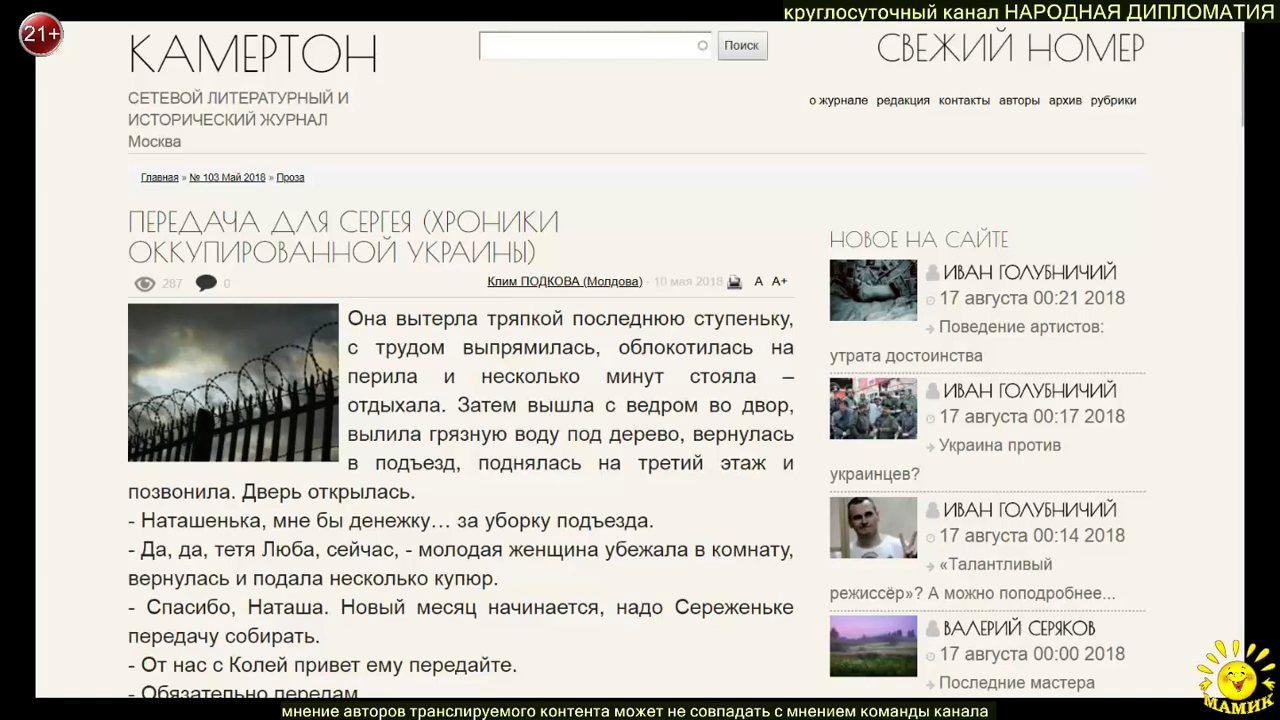 круглосуточный канал НАРОДНАЯ ДИПЛОМАТИЯ
21+
КАМЕРТОН
Поиск
СВЕЖИЙ НОМЕР
СЕТЕВОЙ ЛИТЕРАТУРНЫЙ И
ИСТОРИЧЕСКИЙ ЖУРНАЛ
Москва
о журнале редакция контакты авторы архив рубрики
Главная » № 103 Май 2018 » Проза
ПЕРЕДАЧА ДЛЯ СЕРГЕЯ (ХРОНИКИ
ОККУПИРОВАННОЙ УКРАИНЫ)
287 0 Клим ПОДКОВА (Молдова) - 10 мая 2018 A A+
Она вытерла тряпкой последнюю ступеньку,
с трудом выпрямилась, облокотилась на
перила и несколько минут стояла –
отдыхала. Затем вышла с ведром во двор,
вылила грязную воду под дерево, вернулась
в подъезд, поднялась на третий этаж и
позвонила. Дверь открылась.
- Наташенька, мне бы денежку… за уборку подъезда.
- Да, да, тетя Люба, сейчас, - молодая женщина убежала в комнату,
вернулась и подала несколько купюр.
- Спасибо, Наташа. Новый месяц начинается, надо Сереженьке
передачу собирать.
- От нас с Колей привет ему передайте.
- Обязательно передам
НОВОЕ НА САЙТЕ
ИВАН ГОЛУБНИЧИЙ
17 августа 00:21 2018
Поведение артистов:
утрата достоинства
ИВАН ГОЛУБНИЧИЙ
17 августа 00:17 2018
Украина против
украинцев?
ИВАН ГОЛУБНИЧИЙ
17 августа 00:14 2018
«Талантливый
режиссёр»? А можно поподробнее...
ВАЛЕРИЙ СЕРЯКОВ
17 августа 00:00 2018
Последние мастера
МАМИК
мнение авторов транслируемого контента может не совпадать с мнением команды канала